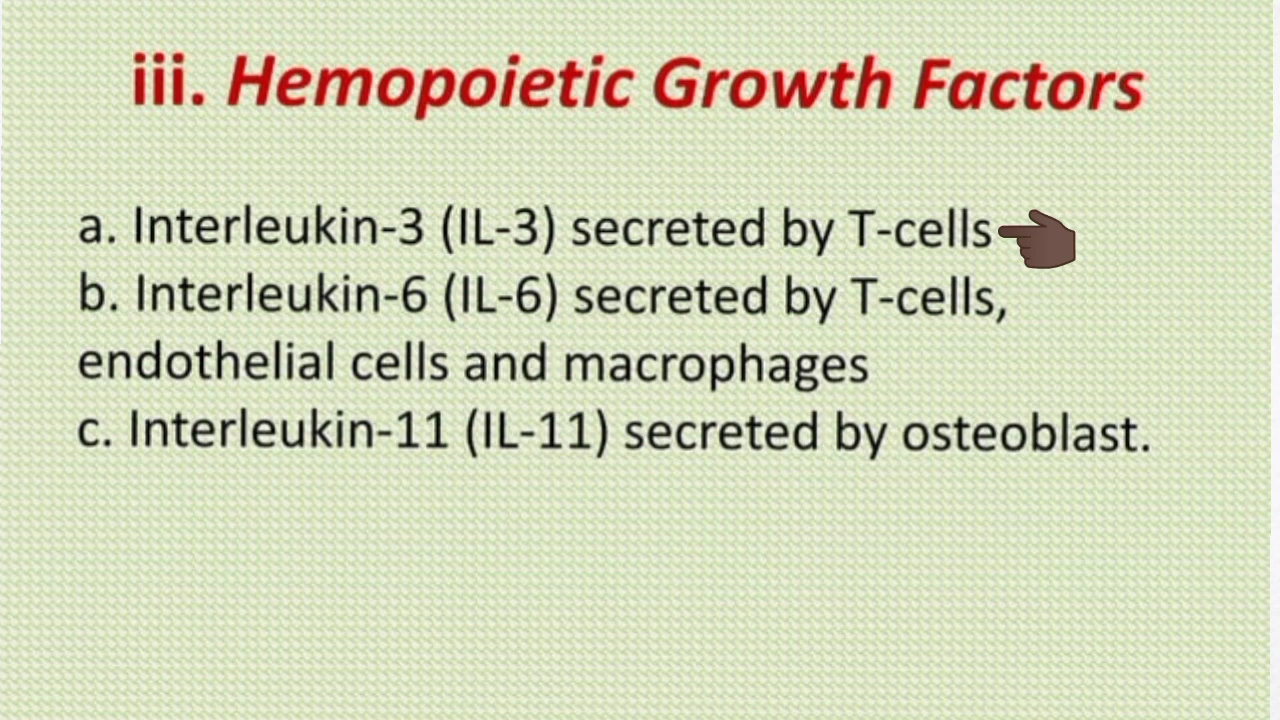 iii. Hemopoietic Growth Factors
a. Interleukin-3 (IL-3) secreted by T-cells
b. Interleukin-6 (IL-6) secreted by T-cells,
endothelial cells and macrophages
c. Interleukin-11 (IL-11) secreted by osteoblast.